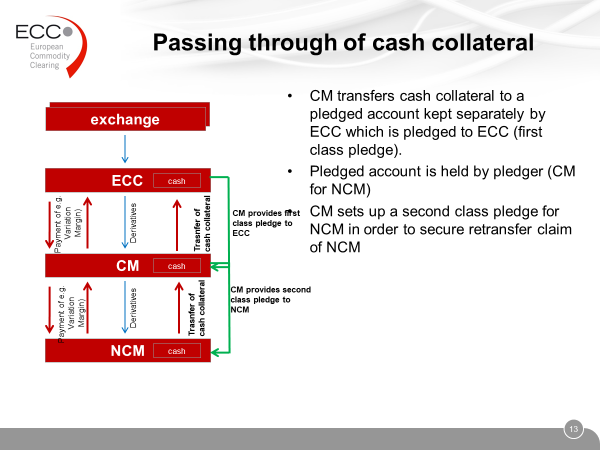 ECC
European
Commodity
Clearing
Passing through of cash collateral
exchange
ECC
cash
Payment of e.g.
Variation
Margin)
Derivatives
Trasnfer of
cash collateral
CM provides first
class pledge to
ECC
CM
cash
Payment of e.g.
Variation
Margin)
Derivatives
Trasnfer of
cash collateral
CM provides second
class pledge to
NCM
NCM
cash
• CM transfers cash collateral to a
pledged account kept separately by
ECC which is pledged to ECC (first
class pledge).
• Pledged account is held by pledger (CM
for NCM)
• CM sets up a second class pledge for
NCM in order to secure retransfer claim
of NCM
13